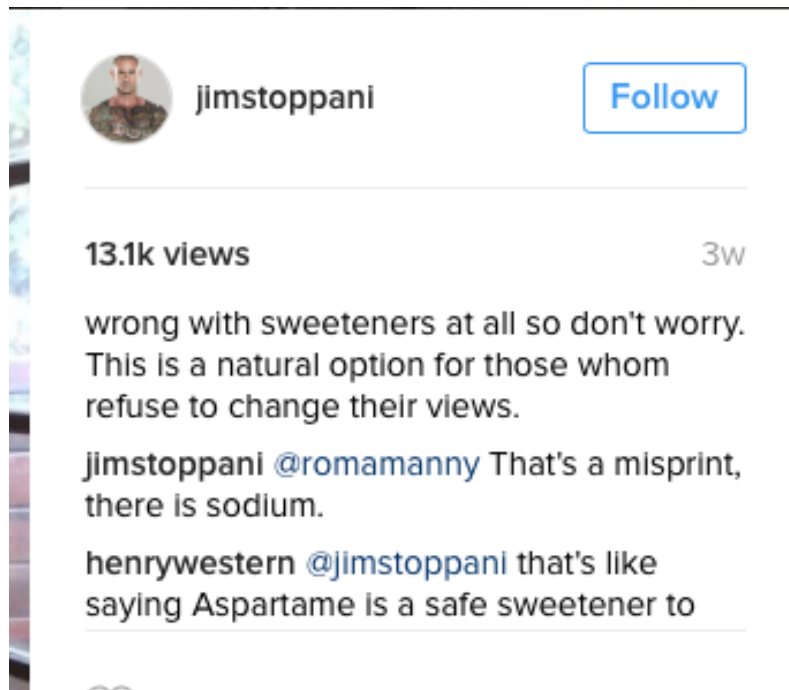 jimstoppani
Follow
13.1k views
3w
wrong with sweeteners at all so don't worry.
This is a natural option for those whom
refuse to change their views.
jimstoppani @romamanny That's a misprint,
there is sodium.
henrywestern @jimstoppani that's like
saying Aspartame is a safe sweetener to